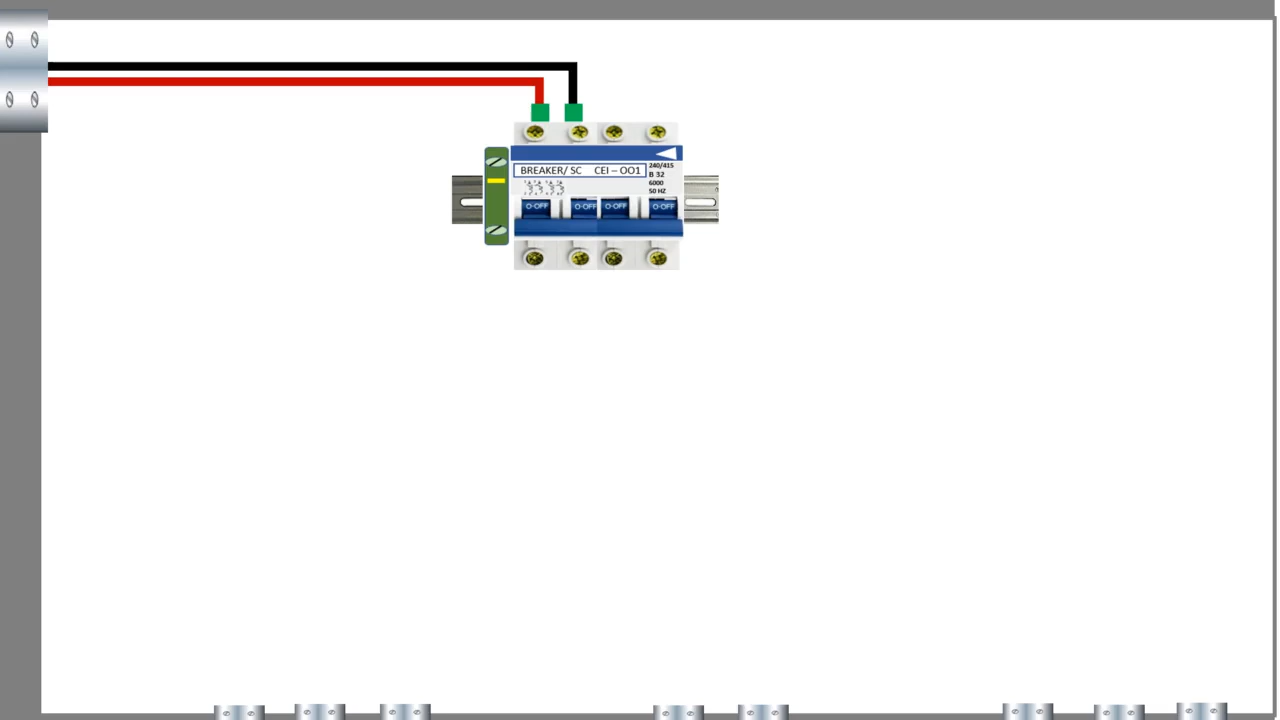 BREAKER/ SC CEI – OO1
240/415
B 32
6000
50 HZ
O-OFF O-OFF O-OFF O-OFF